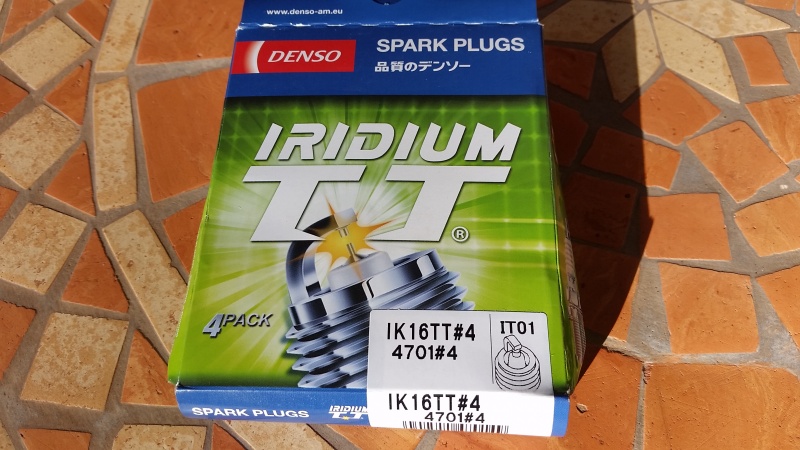 www.denso-am.eu
DENSO
SPARK PLUGS
品質のデンソー
IRIDIUM
TT®
4PACK
IK16TT#4
4701#4
IT01
IK16TT#4
4701#4
SPARK PLUGS
IRIDIUM
TT